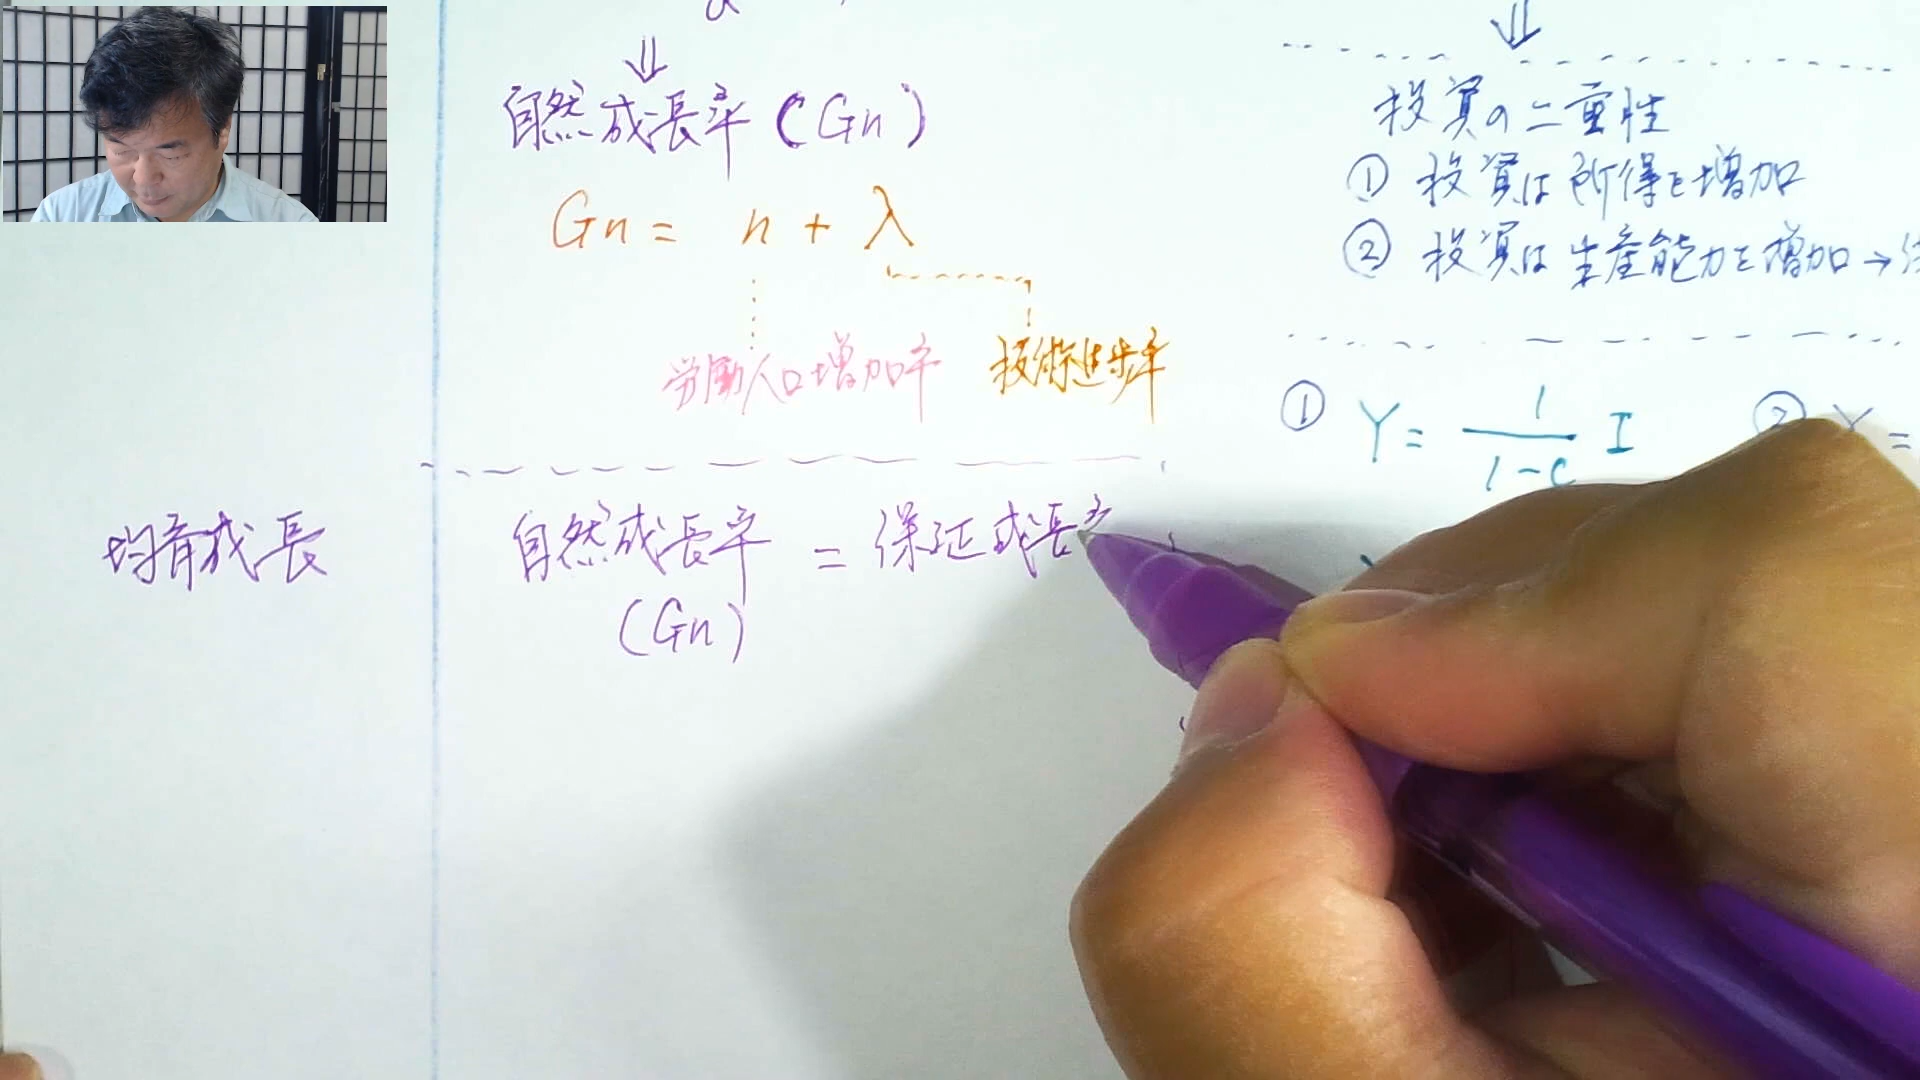 自然成長率(Gn)
Gn = n + λ
労働人口増加率 技術進歩率
均斉成長
自然成長率 = 保証成長
(Gn)
投資の二重性
① 投資は所得を増加
② 投資は生産能力を増加→
① Y = 1/(1-c) I
② Y =